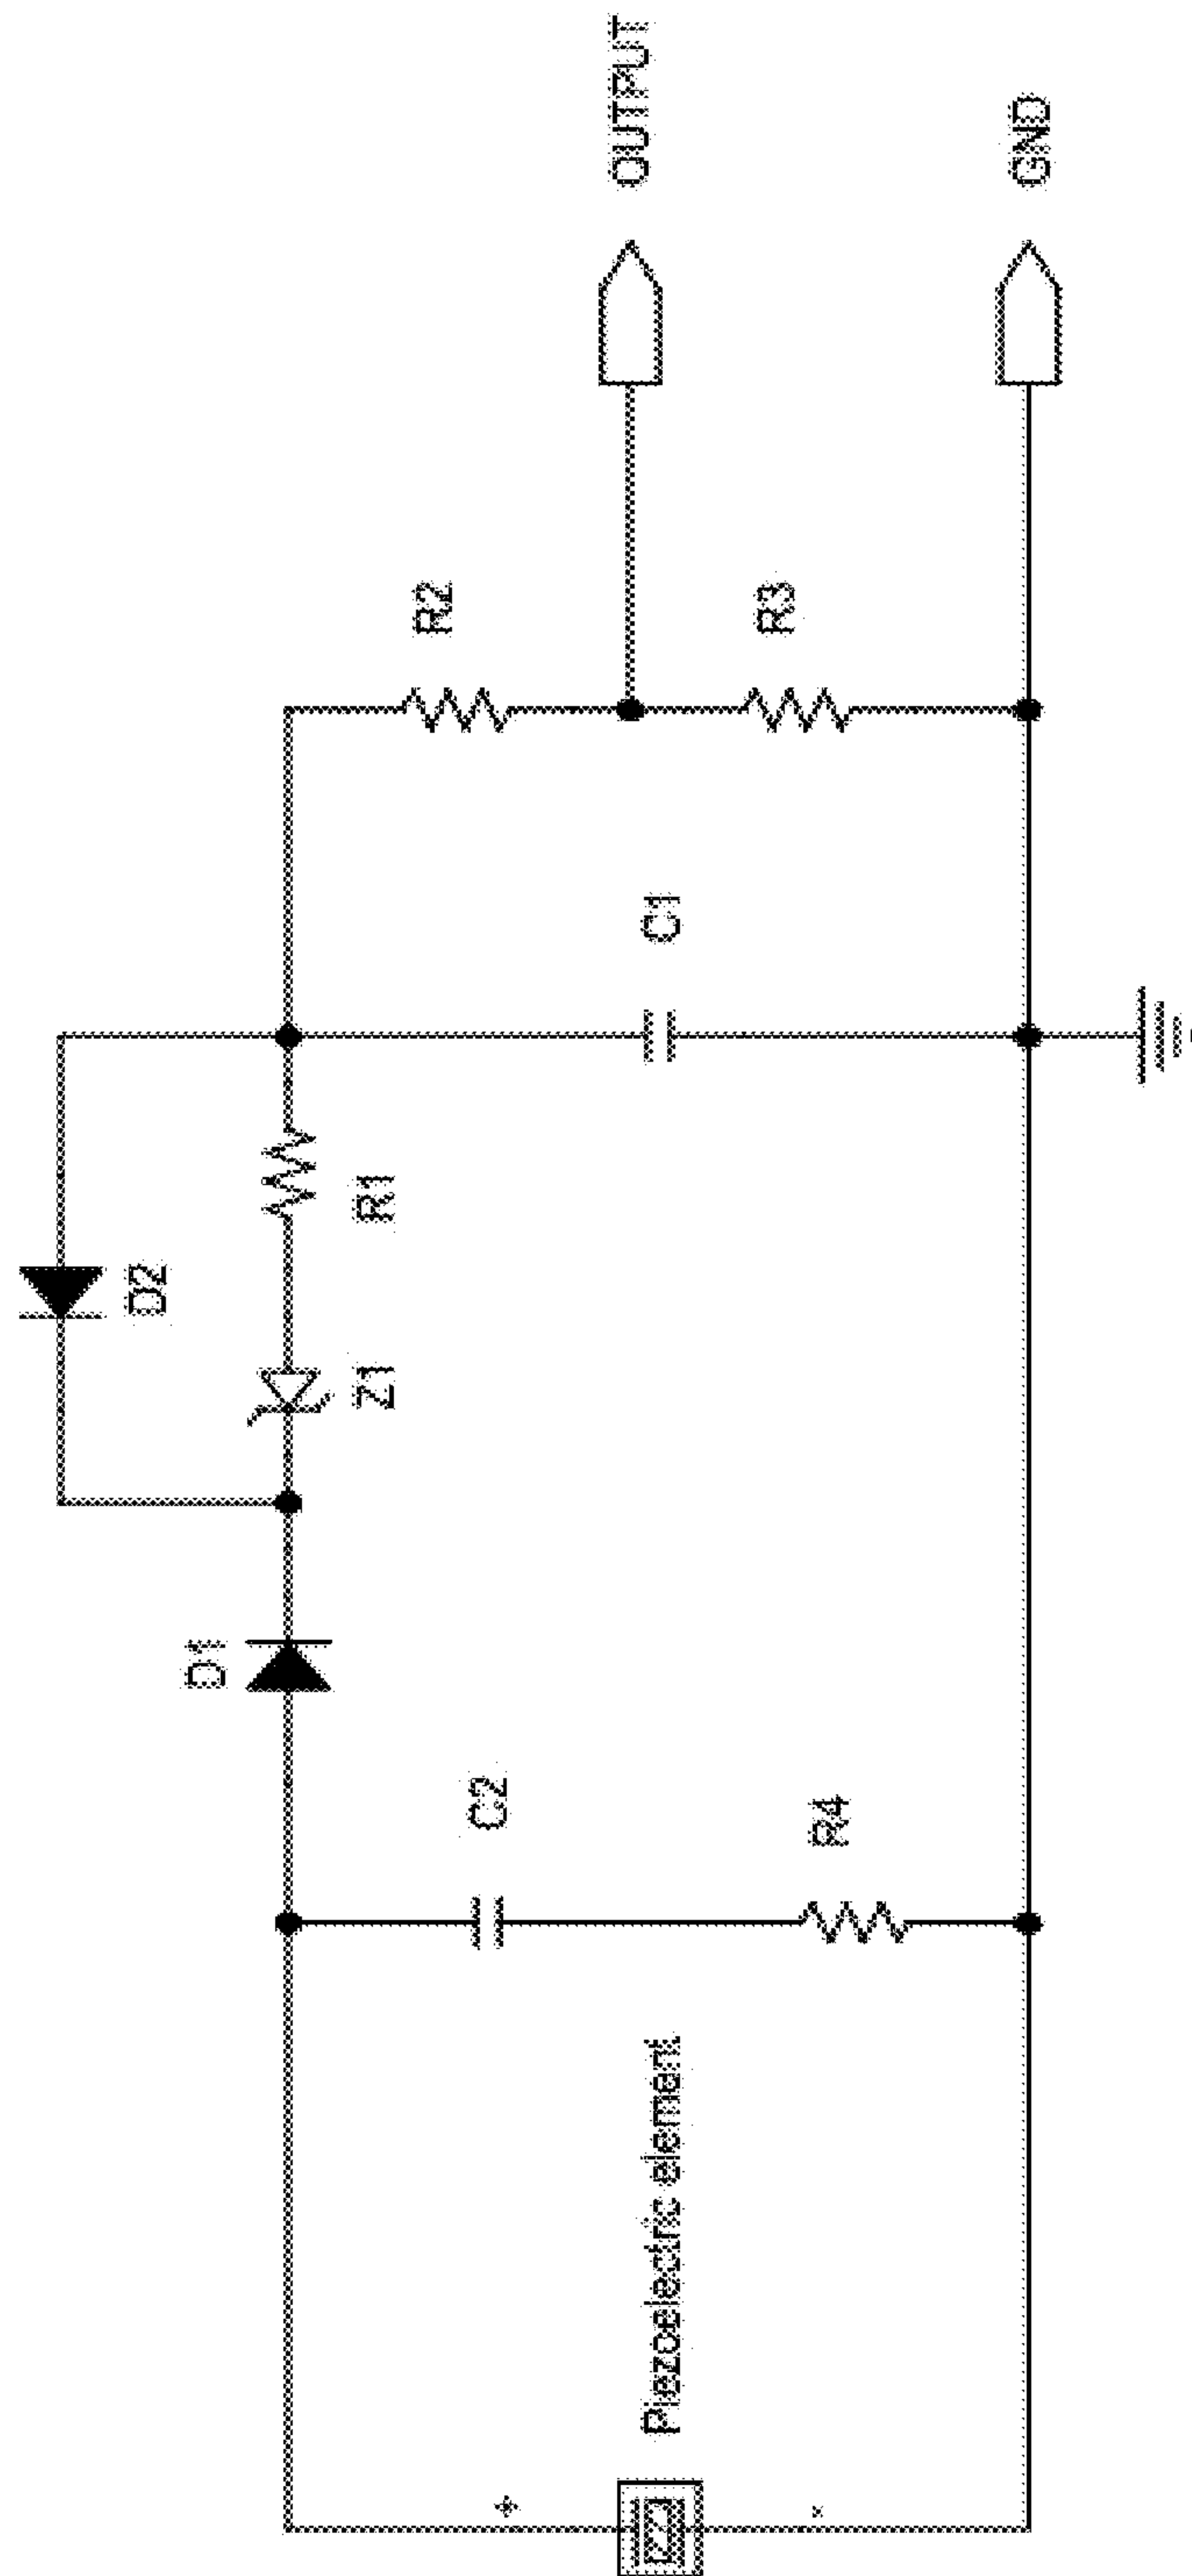 Piezoelectric element
+
-
C2
R4
D1
D2
Z1
R1
C1
R2
R3
OUTPUT
GND